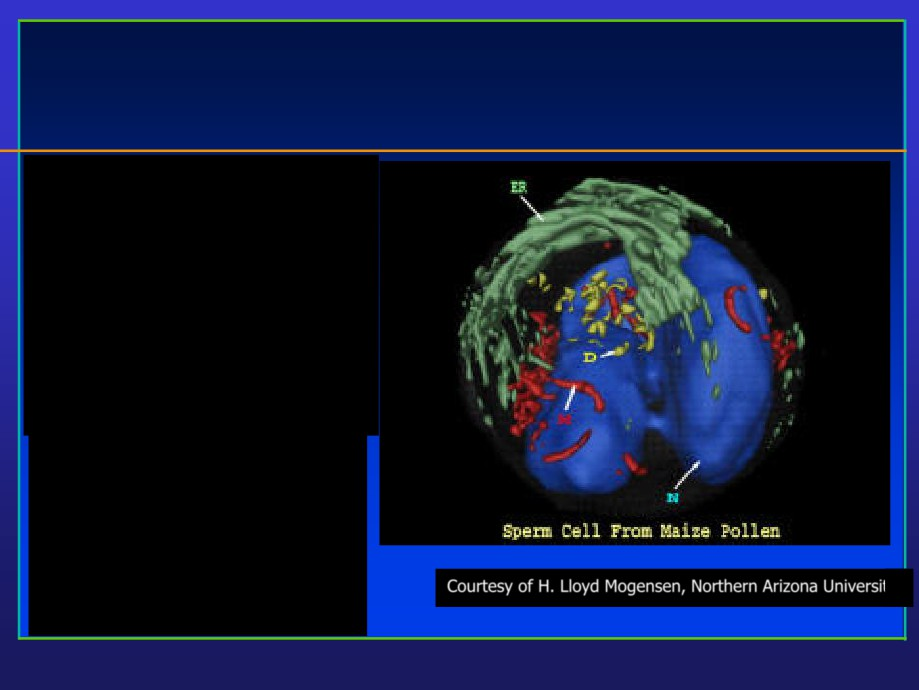 ER
D
M
N
Sperm Cell From Maize Pollen
Courtesy of H. Lloyd Mogensen, Northern Arizona Universit